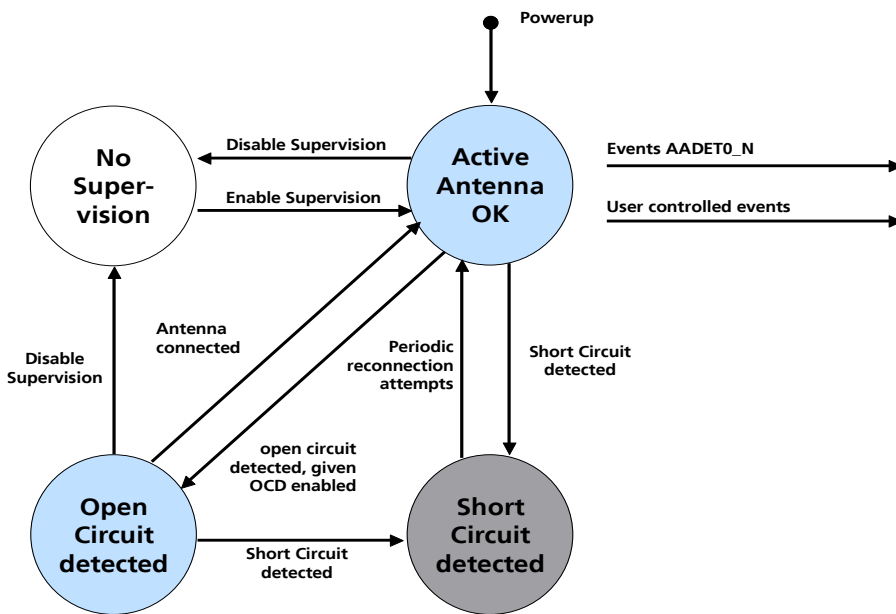 Powerup
Disable Supervision
No
Super-
vision
Active
Antenna
OK
Events AADET0_N
Enable Supervision
User controlled events
Antenna
connected
Periodic
reconnection
attempts
Short Circuit
detected
Disable
Supervision
open circuit
detected, given
OCD enabled
Open
Circuit
detected
Short Circuit
detected
Short
Circuit
detected